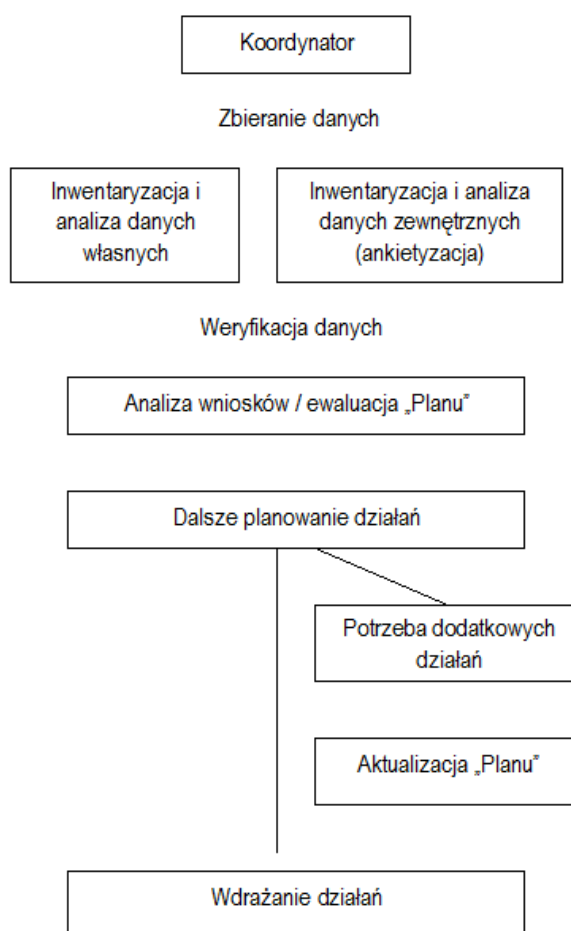 Koordynator
Zbieranie danych
Inwentaryzacja i
analiza danych
własnych
Inwentaryzacja i analiza
danych zewnętrznych
(ankietyzacja)
Weryfikacja danych
Analiza wniosków / ewaluacja „Planu”
Dalsze planowanie działań
Potrzeba dodatkowych
działań
Aktualizacja „Planu”
Wdrażanie działań